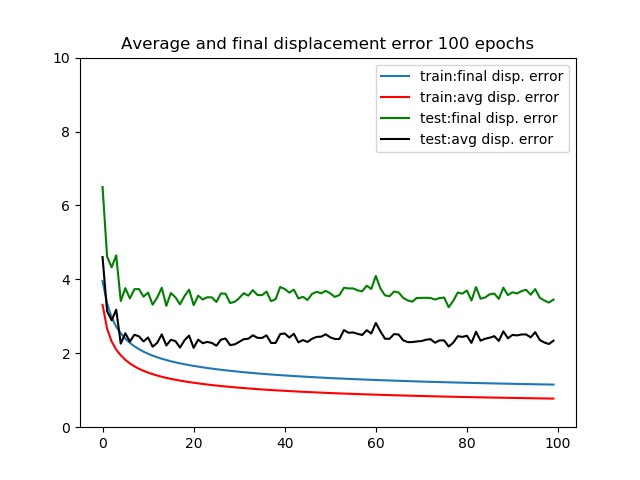 Average and final displacement error 100 epochs
train:final disp. error
train:avg disp. error
test:final disp. error
test:avg disp. error
10
8
6
4
2
0
0 20 40 60 80 100